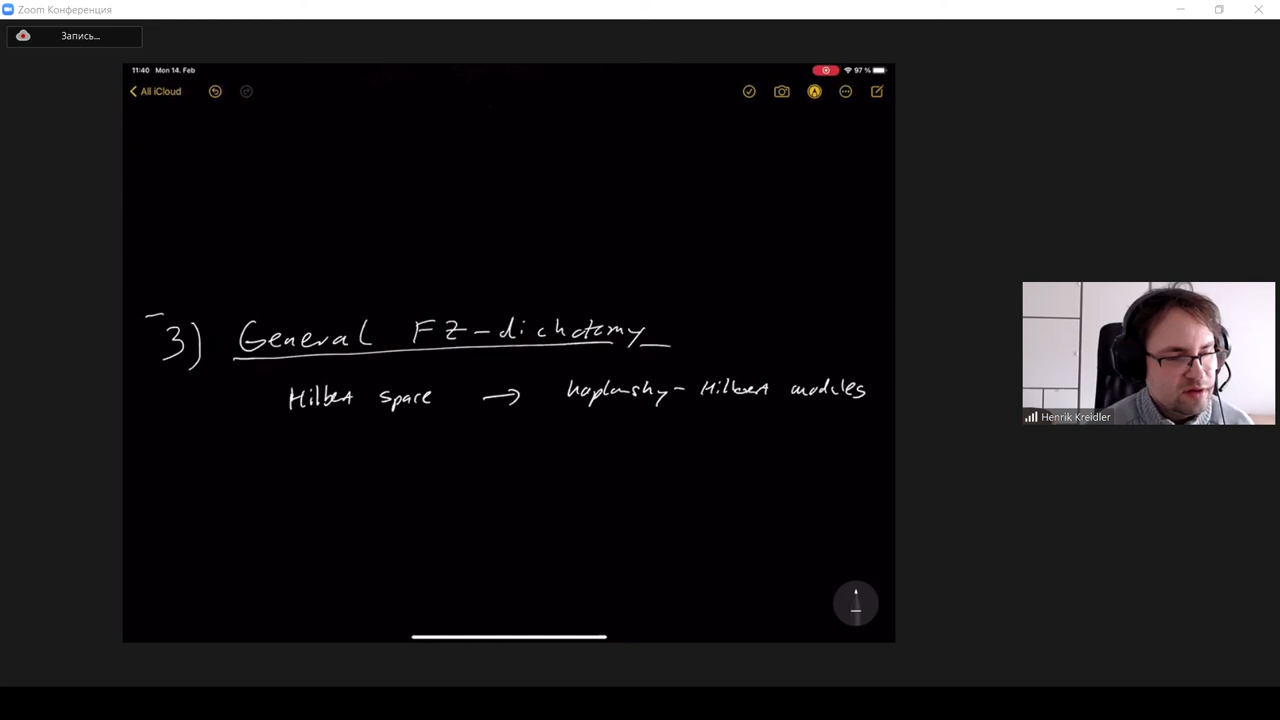 Zoom Конференция
Запись...
11:40 Mon 14. Feb
97 %
All iCloud
3) General FZ-dichotomy
Hilbert space → Kaplansky-Hilbert modules
Henrik Kreidler